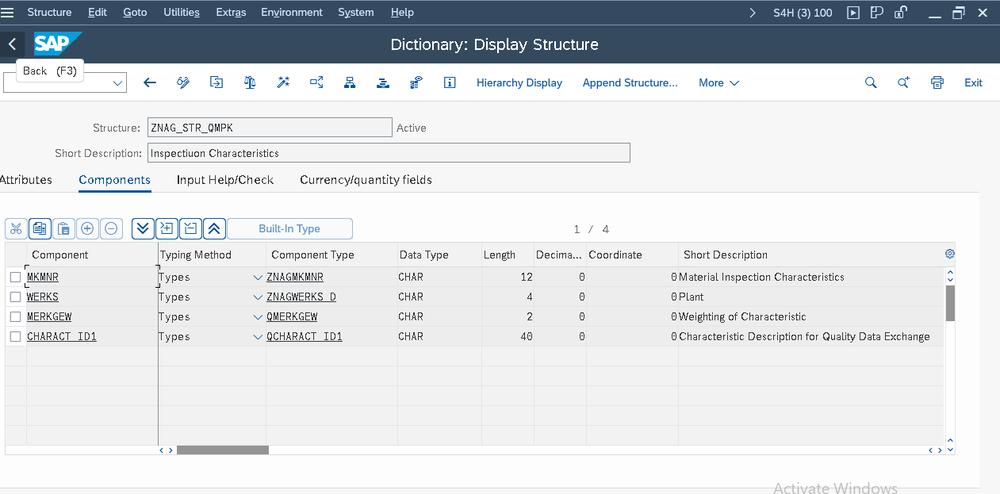 Structure Edit Goto Utilities Extras Environment System Help S4H (3) 100
SAP Dictionary: Display Structure
Back (F3)
Hierarchy Display Append Structure... More Exit
Structure: ZNAG_STR_QMPK Active
Short Description: Inspectiuon Characteristics
Attributes Components Input Help/Check Currency/quantity fields
Built-In Type 1 / 4
Component Typing Method Component Type Data Type Length Decima... Coordinate Short Description
MKMNR Types ZNAGMKMNR CHAR 12 0 0 Material Inspection Characteristics
WERKS Types ZNAGWERKS_D CHAR 4 0 0 Plant
MERKGEW Types QMERKGEW CHAR 2 0 0 Weighting of Characteristic
CHARACT_ID1 Types QCHARACT_ID1 CHAR 40 0 0 Characteristic Description for Quality Data Exchange
Activate Windows